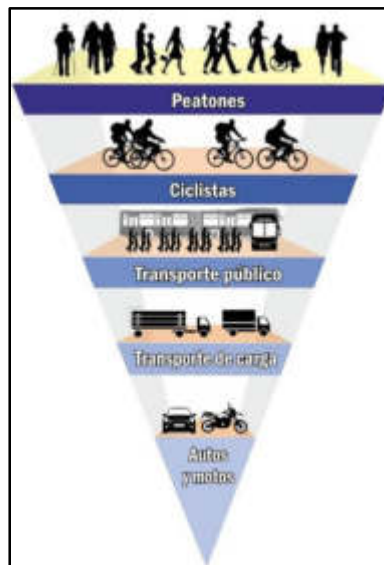 Peatones
Ciclistas
Transporte público
Transporte de carga
Autos
y motos